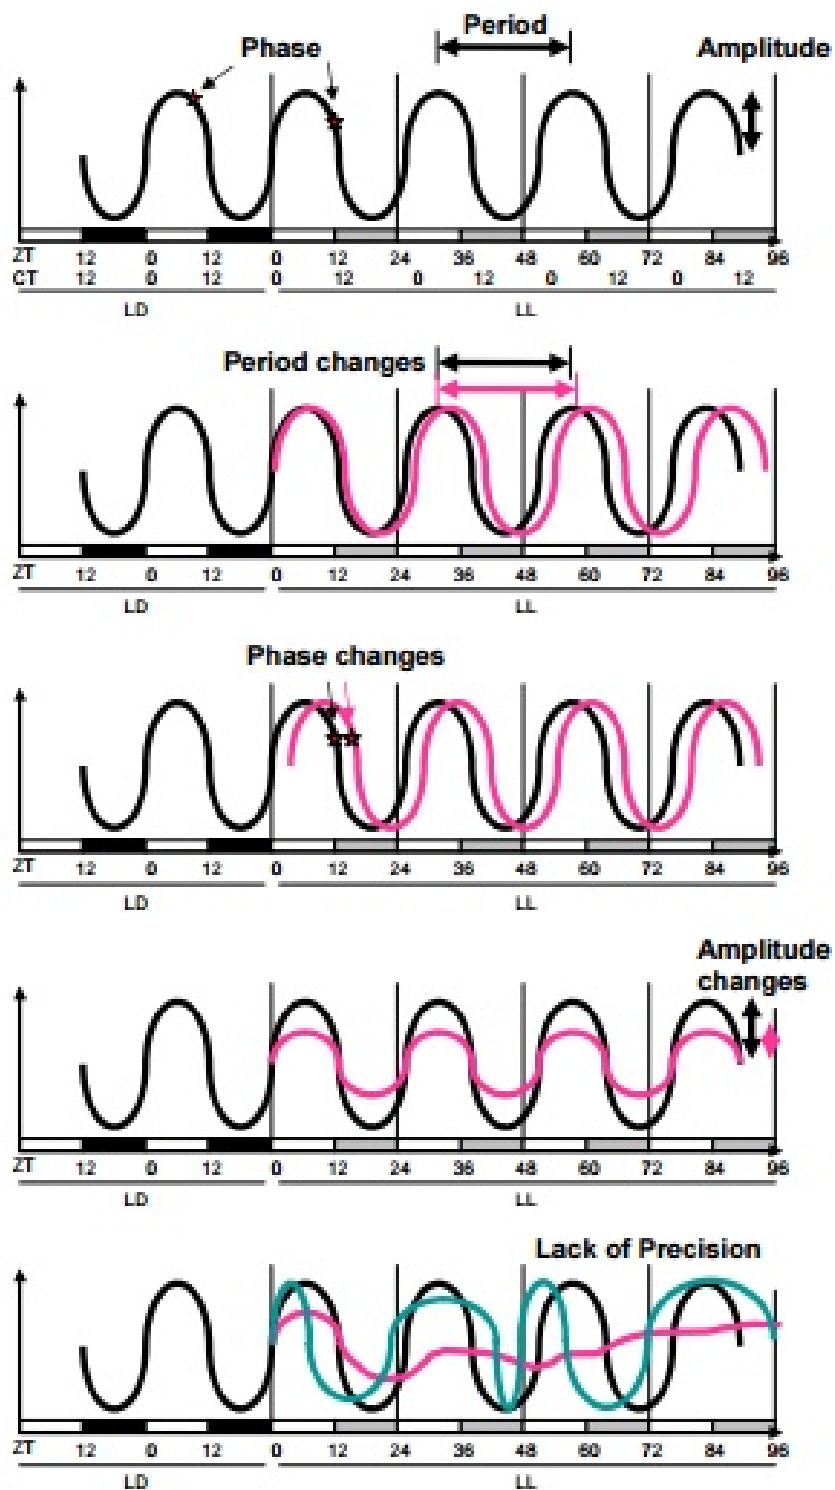 Period
Phase
Amplitude
ZT 12 0 12 0 12 24 36 48 60 72 84 96
CT 12 0 12 0 12 0 12 0 12 0 12
LD LL
Period changes
ZT 12 0 12 0 12 24 36 48 60 72 84 96
LD LL
Phase changes
ZT 12 0 12 0 12 24 36 48 60 72 84 96
LD LL
Amplitude
changes
ZT 12 0 12 0 12 24 36 48 60 72 84 96
LD LL
Lack of Precision
ZT 12 0 12 0 12 24 36 48 60 72 84 96
LD LL